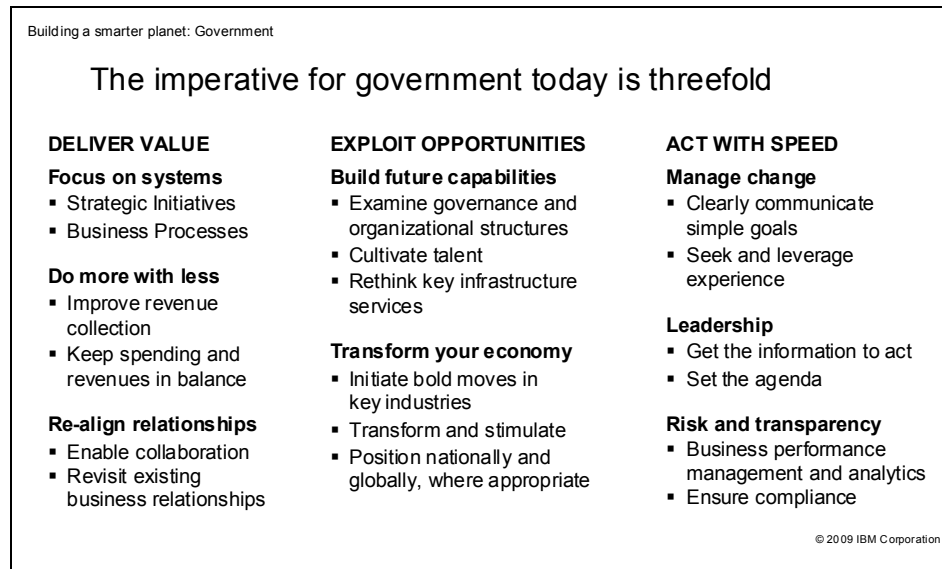 Building a smarter planet: Government
The imperative for government today is threefold
DELIVER VALUE
Focus on systems
▪ Strategic Initiatives
▪ Business Processes
Do more with less
▪ Improve revenue
collection
▪ Keep spending and
revenues in balance
Re-align relationships
▪ Enable collaboration
▪ Revisit existing
business relationships
EXPLOIT OPPORTUNITIES
Build future capabilities
▪ Examine governance and
organizational structures
▪ Cultivate talent
▪ Rethink key infrastructure
services
Transform your economy
▪ Initiate bold moves in
key industries
▪ Transform and stimulate
▪ Position nationally and
globally, where appropriate
ACT WITH SPEED
Manage change
▪ Clearly communicate
simple goals
▪ Seek and leverage
experience
Leadership
▪ Get the information to act
▪ Set the agenda
Risk and transparency
▪ Business performance
management and analytics
▪ Ensure compliance
© 2009 IBM Corporation